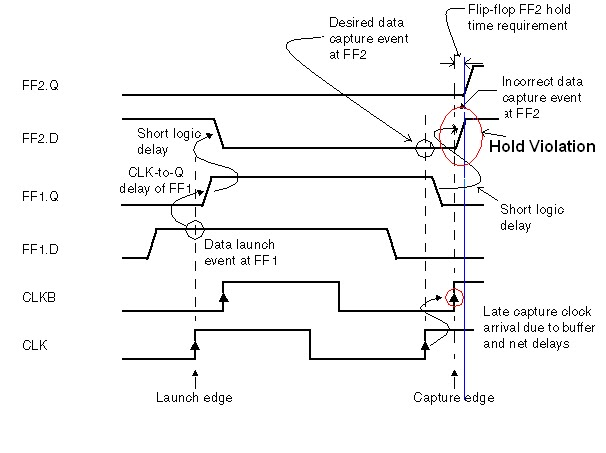 Desired data
capture event
at FF2
Flip-flop FF2 hold
time requirement
FF2.Q
Incorrect data
capture event
at FF2
FF2.D
Short logic
delay
Hold Violation
CLK-to-Q
delay of FF1
FF1.Q
Short logic
delay
FF1.D
Data launch
event at FF1
CLKB
Late capture clock
arrival due to buffer
and net delays
CLK
Launch edge
Capture edge